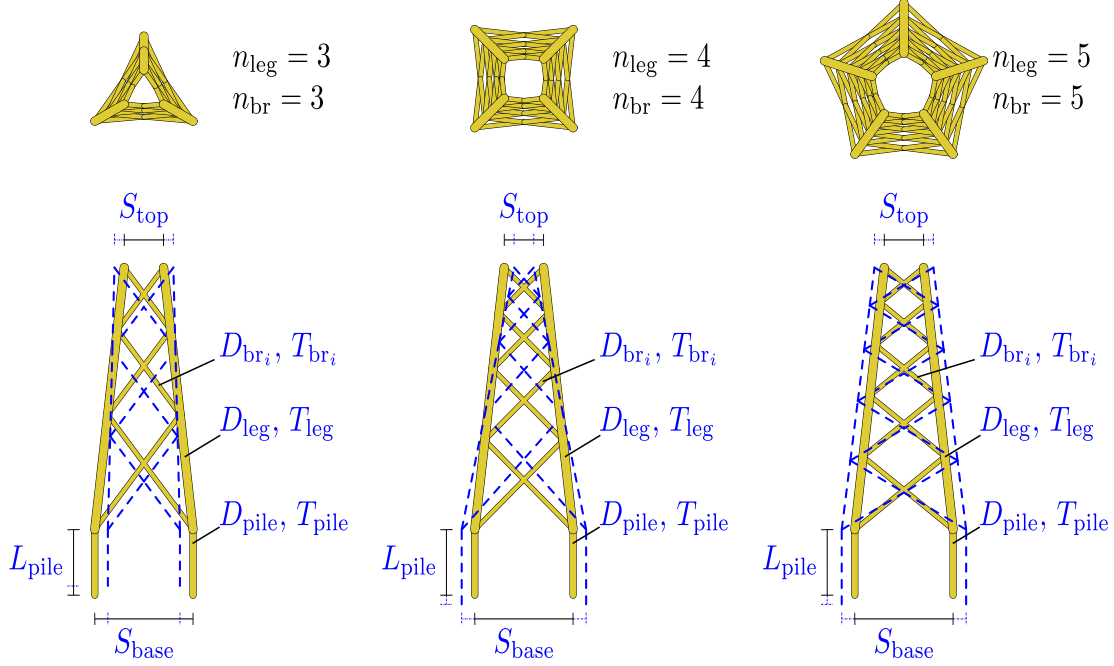 n_leg = 3
n_br = 3
n_leg = 4
n_br = 4
n_leg = 5
n_br = 5
S_top
S_top
S_top
D_br_i, T_br_i
D_br_i, T_br_i
D_br_i, T_br_i
D_leg, T_leg
D_leg, T_leg
D_leg, T_leg
D_pile, T_pile
D_pile, T_pile
D_pile, T_pile
L_pile
L_pile
L_pile
S_base
S_base
S_base